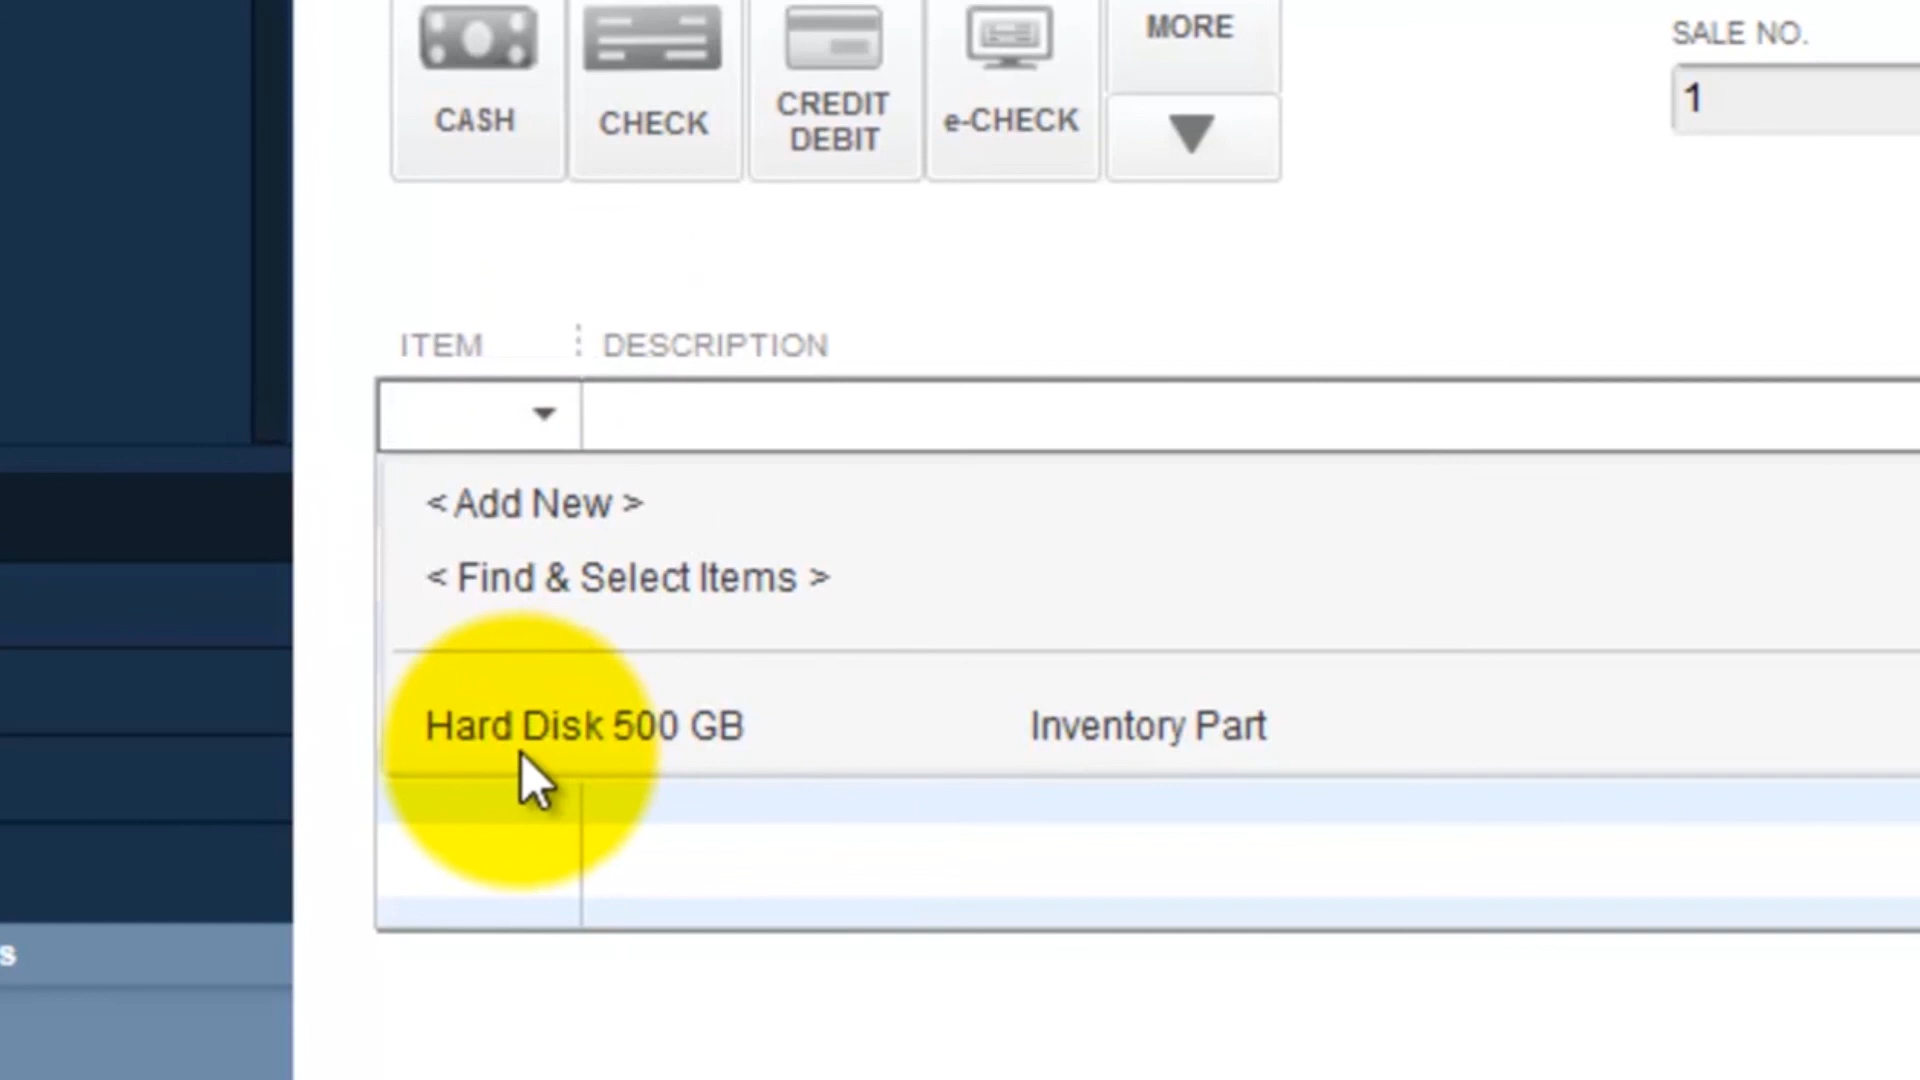 MORE
SALE NO.
1
CASH
CHECK
CREDIT
DEBIT
e-CHECK
ITEM
DESCRIPTION
< Add New >
< Find & Select Items >
Hard Disk 500 GB
Inventory Part
s